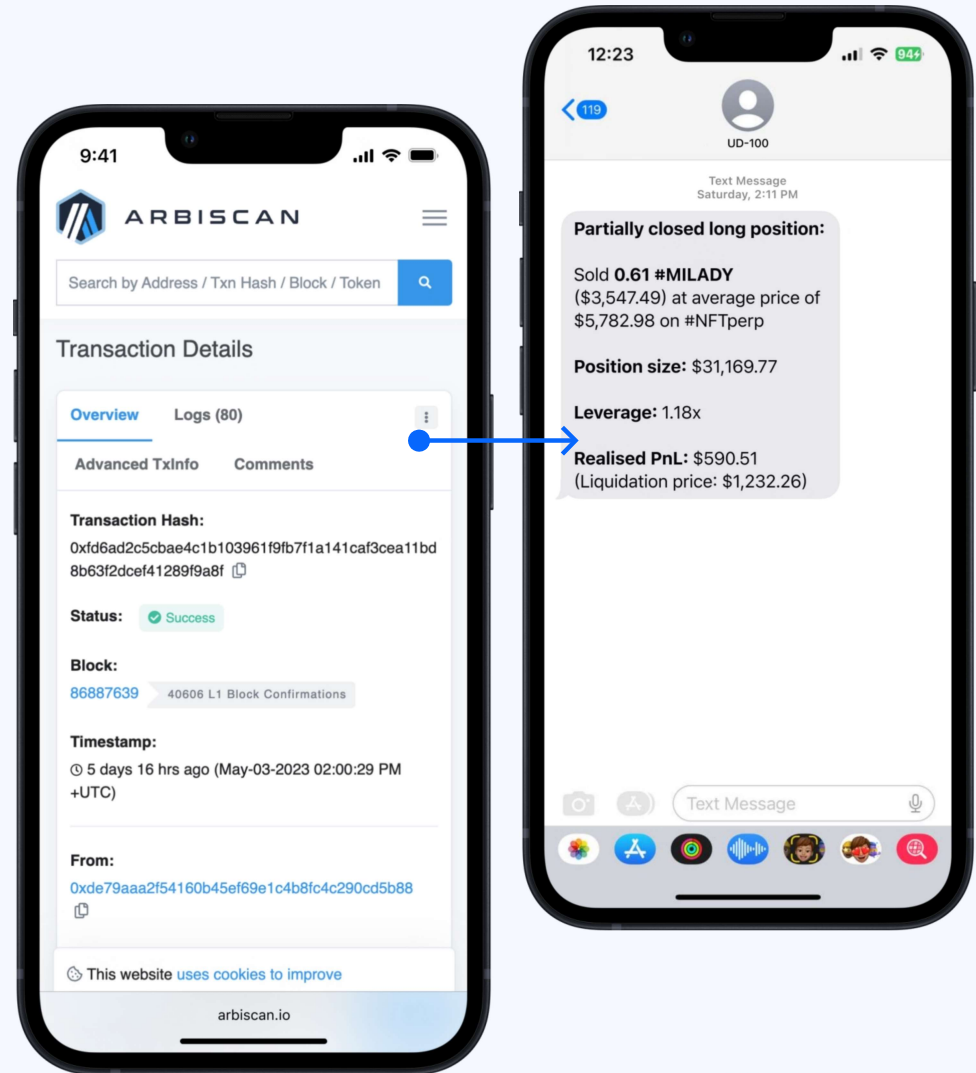 9:41
ARBISCAN
Search by Address / Txn Hash / Block / Token
Transaction Details
Overview Logs (80)
Advanced TxInfo Comments
Transaction Hash:
0xfd6ad2c5cbae4c1b103961f9fb7f1a141caf3cea11bd
8b63f2dcef41289f9a8f
Status: Success
Block:
86887639 40606 L1 Block Confirmations
Timestamp:
5 days 16 hrs ago (May-03-2023 02:00:29 PM
+UTC)
From:
0xde79aaa2f54160b45ef69e1c4b8fc4c290cd5b88
This website uses cookies to improve
arbiscan.io
12:23
94
119
UD-100
Text Message
Saturday, 2:11 PM
Partially closed long position:
Sold 0.61 #MILADY
($3,547.49) at average price of
$5,782.98 on #NFTperp
Position size: $31,169.77
Leverage: 1.18x
Realised PnL: $590.51
(Liquidation price: $1,232.26)
Text Message